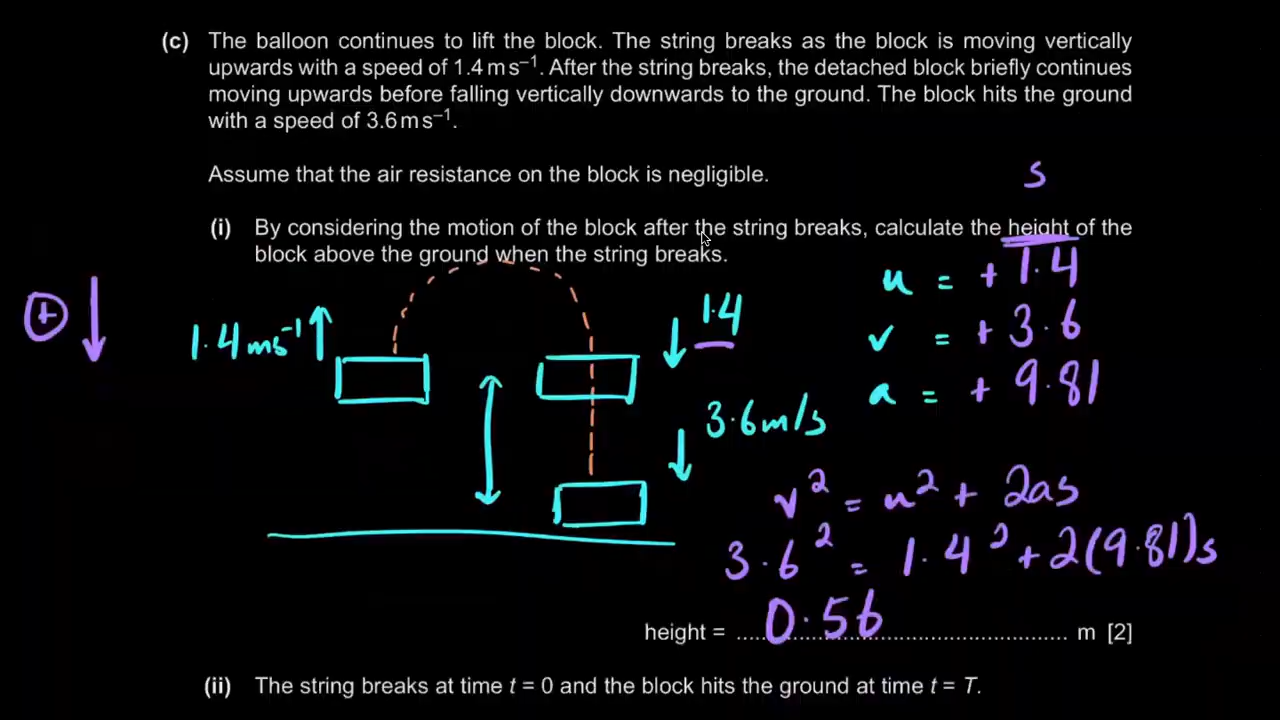 (c) The balloon continues to lift the block. The string breaks as the block is moving vertically
upwards with a speed of 1.4 m s⁻¹. After the string breaks, the detached block briefly continues
moving upwards before falling vertically downwards to the ground. The block hits the ground
with a speed of 3.6 m s⁻¹.
Assume that the air resistance on the block is negligible.
s
(i) By considering the motion of the block after the string breaks, calculate the height of the
block above the ground when the string breaks.
u = + 1.4
+
1.4 ms⁻¹
1.4
v = + 3.6
a = + 9.81
3.6 m/s
v² = u² + 2as
3.6² = 1.4² + 2(9.81)s
height = 0.56 m [2]
(ii) The string breaks at time t = 0 and the block hits the ground at time t = T.